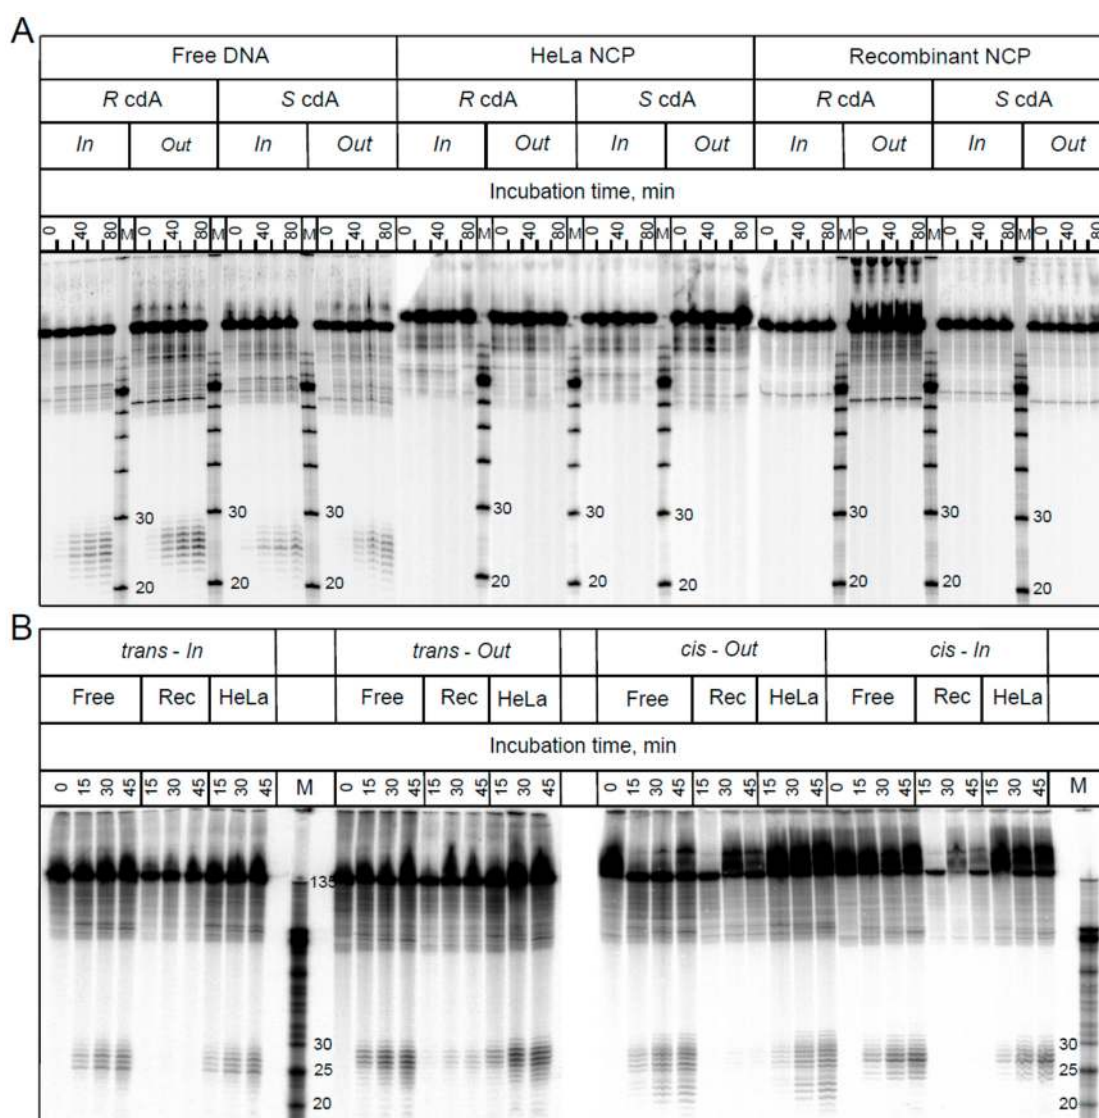 A
Free DNA HeLa NCP Recombinant NCP
R cdA S cdA R cdA S cdA R cdA S cdA
In Out In Out In Out In Out In Out In Out
Incubation time, min
0 40 80 M 0 40 80 M 0 40 80 M 0 40 80 0 40 80 M 0 40 80 M 0 40 80 M 0 40 80 0 40 80 M 0 40 80 M 0 40 80 M 0 40 80
30 30 30 30 30 30 30 30
20 20 20 20 20 20 20 20
B
trans - In trans - Out cis - Out cis - In
Free Rec HeLa Free Rec HeLa Free Rec HeLa Free Rec HeLa
Incubation time, min
0 15 30 45 15 30 45 15 30 45 M 0 15 30 45 15 30 45 15 30 45 0 15 30 45 15 30 45 15 30 45 0 15 30 45 15 30 45 15 30 45 M
135
30 30
25 25
20 20